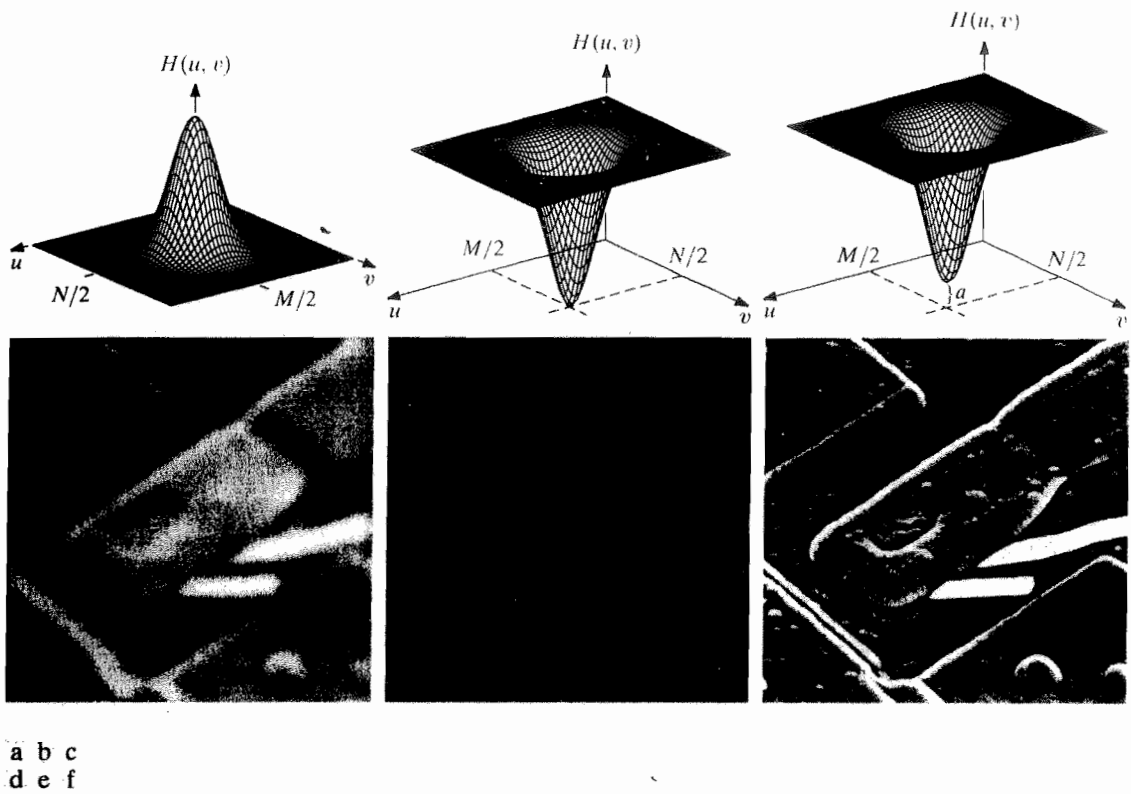 H(u, v)
H(u, v)
H(u, v)
u
N/2
M/2
v
M/2
N/2
u
v
M/2
N/2
a
u
v
a b c
d e f